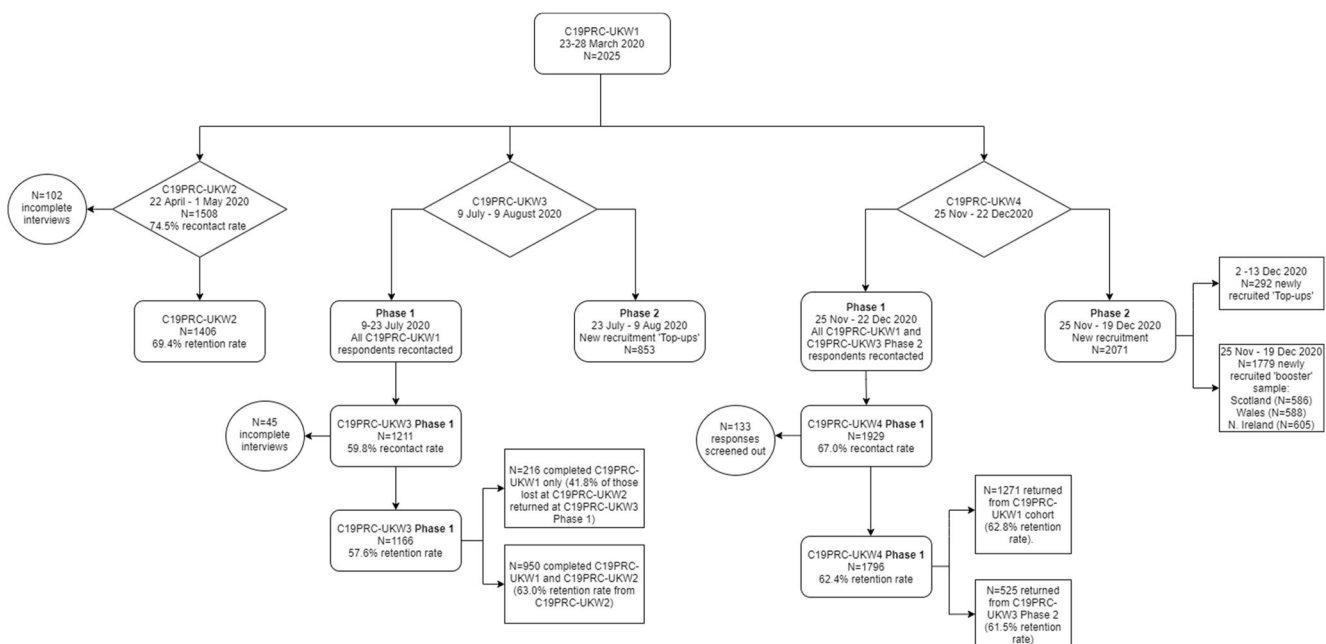 C19PRC-UKW1
23-28 March 2020
N=2025
N=102
incomplete
interviews
C19PRC-UKW2
22 April - 1 May 2020
N=1508
74.5% recontact rate
C19PRC-UKW3
9 July - 9 August 2020
C19PRC-UKW4
25 Nov - 22 Dec2020
C19PRC-UKW2
N=1406
69.4% retention rate
Phase 1
9-23 July 2020
All C19PRC-UKW1
respondents recontacted
Phase 2
23 July - 9 Aug 2020
New recruitment 'Top-ups'
N=853
Phase 1
25 Nov - 22 Dec 2020
All C19PRC-UKW1 and
C19PRC-UKW3 Phase 2
respondents recontacted
Phase 2
25 Nov - 19 Dec 2020
New recruitment
N=2071
2 -13 Dec 2020
N=292 newly
recruited 'Top-ups'
25 Nov - 19 Dec 2020
N=1779 newly
recruited 'booster'
sample:
Scotland (N=586)
Wales (N=588)
N. Ireland (N=605)
N=45
incomplete
interviews
C19PRC-UKW3 Phase 1
N=1211
59.8% recontact rate
N=133
responses
screened out
C19PRC-UKW4 Phase 1
N=1929
67.0% recontact rate
C19PRC-UKW3 Phase 1
N=1166
57.6% retention rate
N=216 completed C19PRC-
UKW1 only (41.8% of those
lost at C19PRC-UKW2
returned at C19PRC-UKW3
Phase 1)
N=950 completed C19PRC-
UKW1 and C19PRC-UKW2
(63.0% retention rate from
C19PRC-UKW2)
C19PRC-UKW4 Phase 1
N=1796
62.4% retention rate
N=1271 returned
from C19PRC-
UKW1 cohort
(62.8% retention
rate).
N=525 returned
from C19PRC-
UKW3 Phase 2
(61.5% retention
rate)